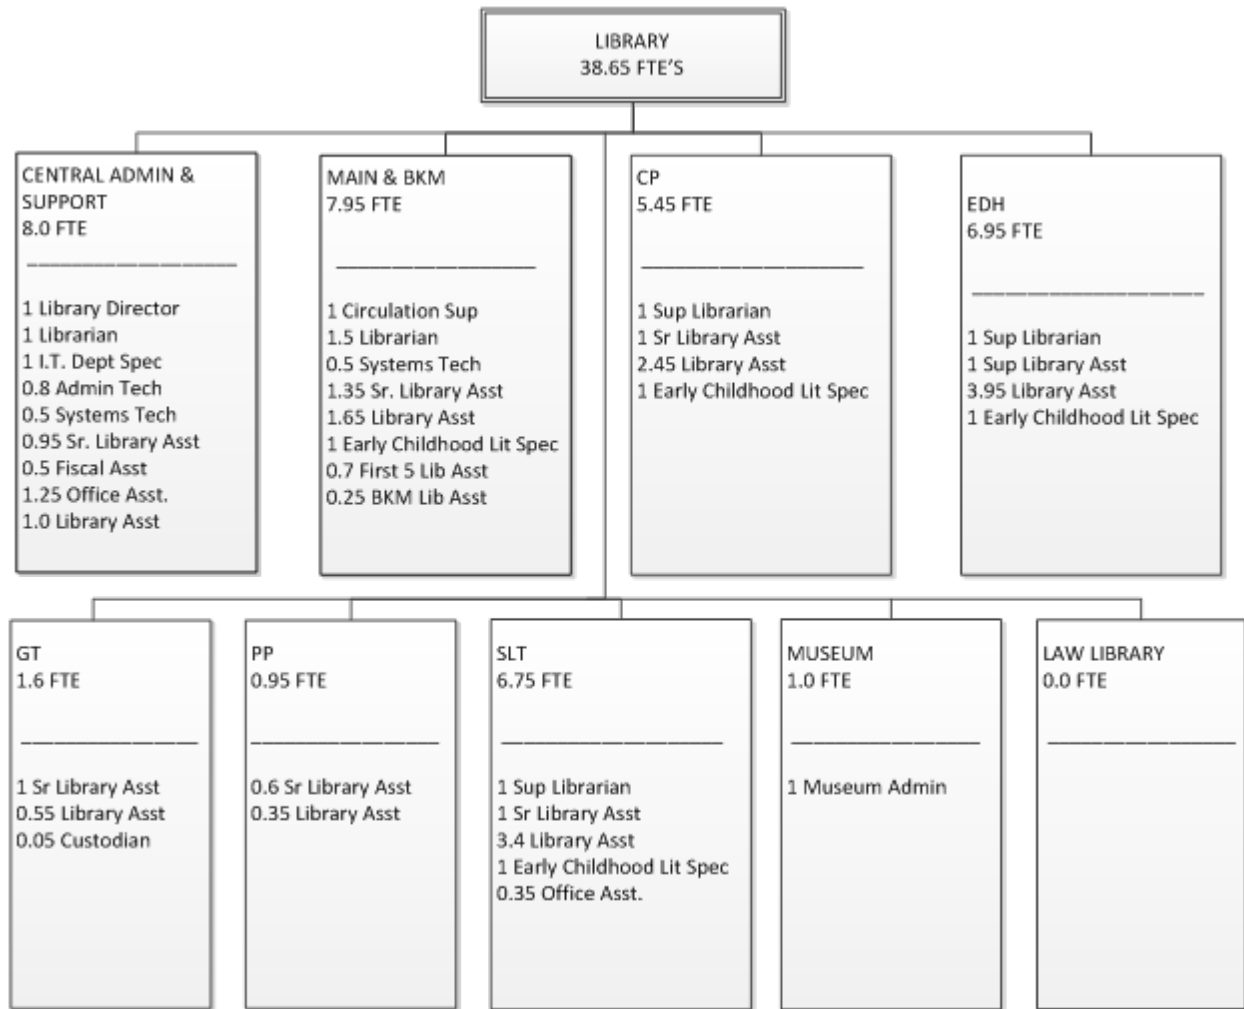 LIBRARY
38.65 FTE'S
CENTRAL ADMIN &
SUPPORT
8.0 FTE
1 Library Director
1 Librarian
1 I.T. Dept Spec
0.8 Admin Tech
0.5 Systems Tech
0.95 Sr. Library Asst
0.5 Fiscal Asst
1.25 Office Asst.
1.0 Library Asst
MAIN & BKM
7.95 FTE
1 Circulation Sup
1.5 Librarian
0.5 Systems Tech
1.35 Sr. Library Asst
1.65 Library Asst
1 Early Childhood Lit Spec
0.7 First 5 Lib Asst
0.25 BKM Lib Asst
CP
5.45 FTE
1 Sup Librarian
1 Sr Library Asst
2.45 Library Asst
1 Early Childhood Lit Spec
EDH
6.95 FTE
1 Sup Librarian
1 Sup Library Asst
3.95 Library Asst
1 Early Childhood Lit Spec
GT
1.6 FTE
1 Sr Library Asst
0.55 Library Asst
0.05 Custodian
PP
0.95 FTE
0.6 Sr Library Asst
0.35 Library Asst
SLT
6.75 FTE
1 Sup Librarian
1 Sr Library Asst
3.4 Library Asst
1 Early Childhood Lit Spec
0.35 Office Asst.
MUSEUM
1.0 FTE
1 Museum Admin
LAW LIBRARY
0.0 FTE